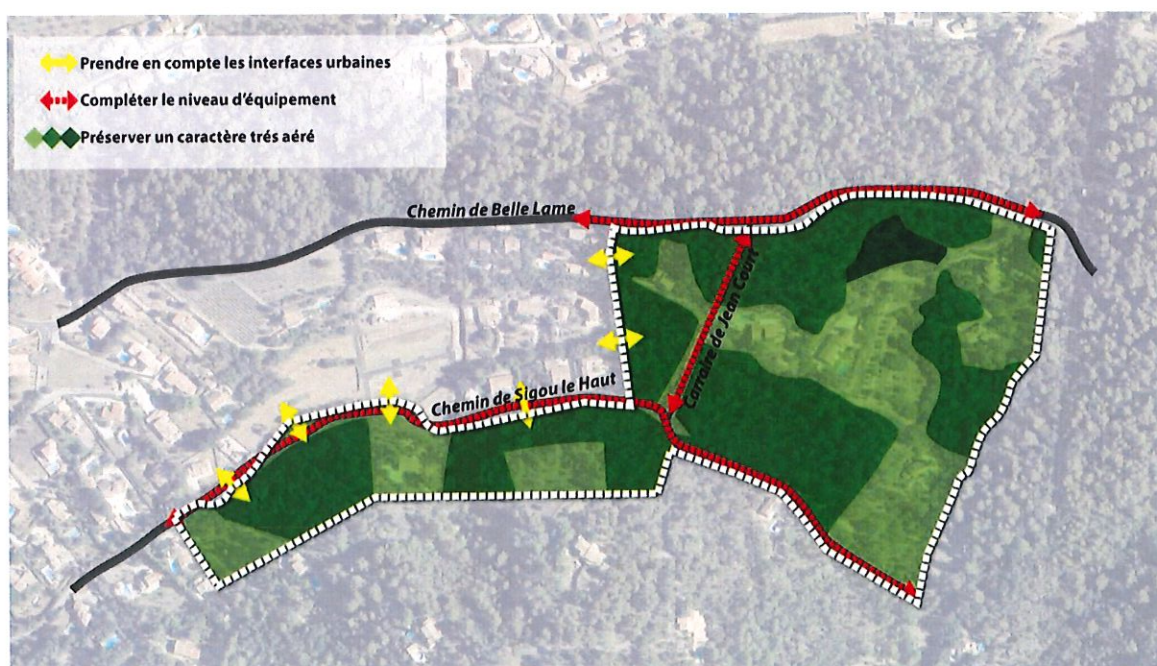 Prendre en compte les interfaces urbaines
Compléter le niveau d'équipement
Préserver un caractère trés aéré
Chemin de Belle Lame
Carraire de Jean Court
Chemin de Sigou le Haut